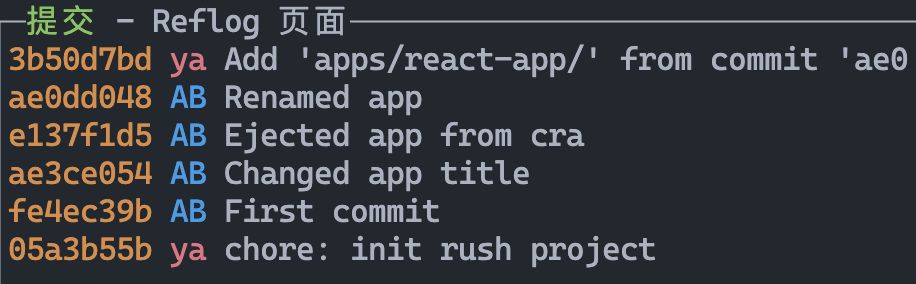 提交 - Reflog 页面
3b50d7bd ya Add 'apps/react-app/' from commit 'ae0
ae0dd048 AB Renamed app
e137f1d5 AB Ejected app from cra
ae3ce054 AB Changed app title
fe4ec39b AB First commit
05a3b55b ya chore: init rush project